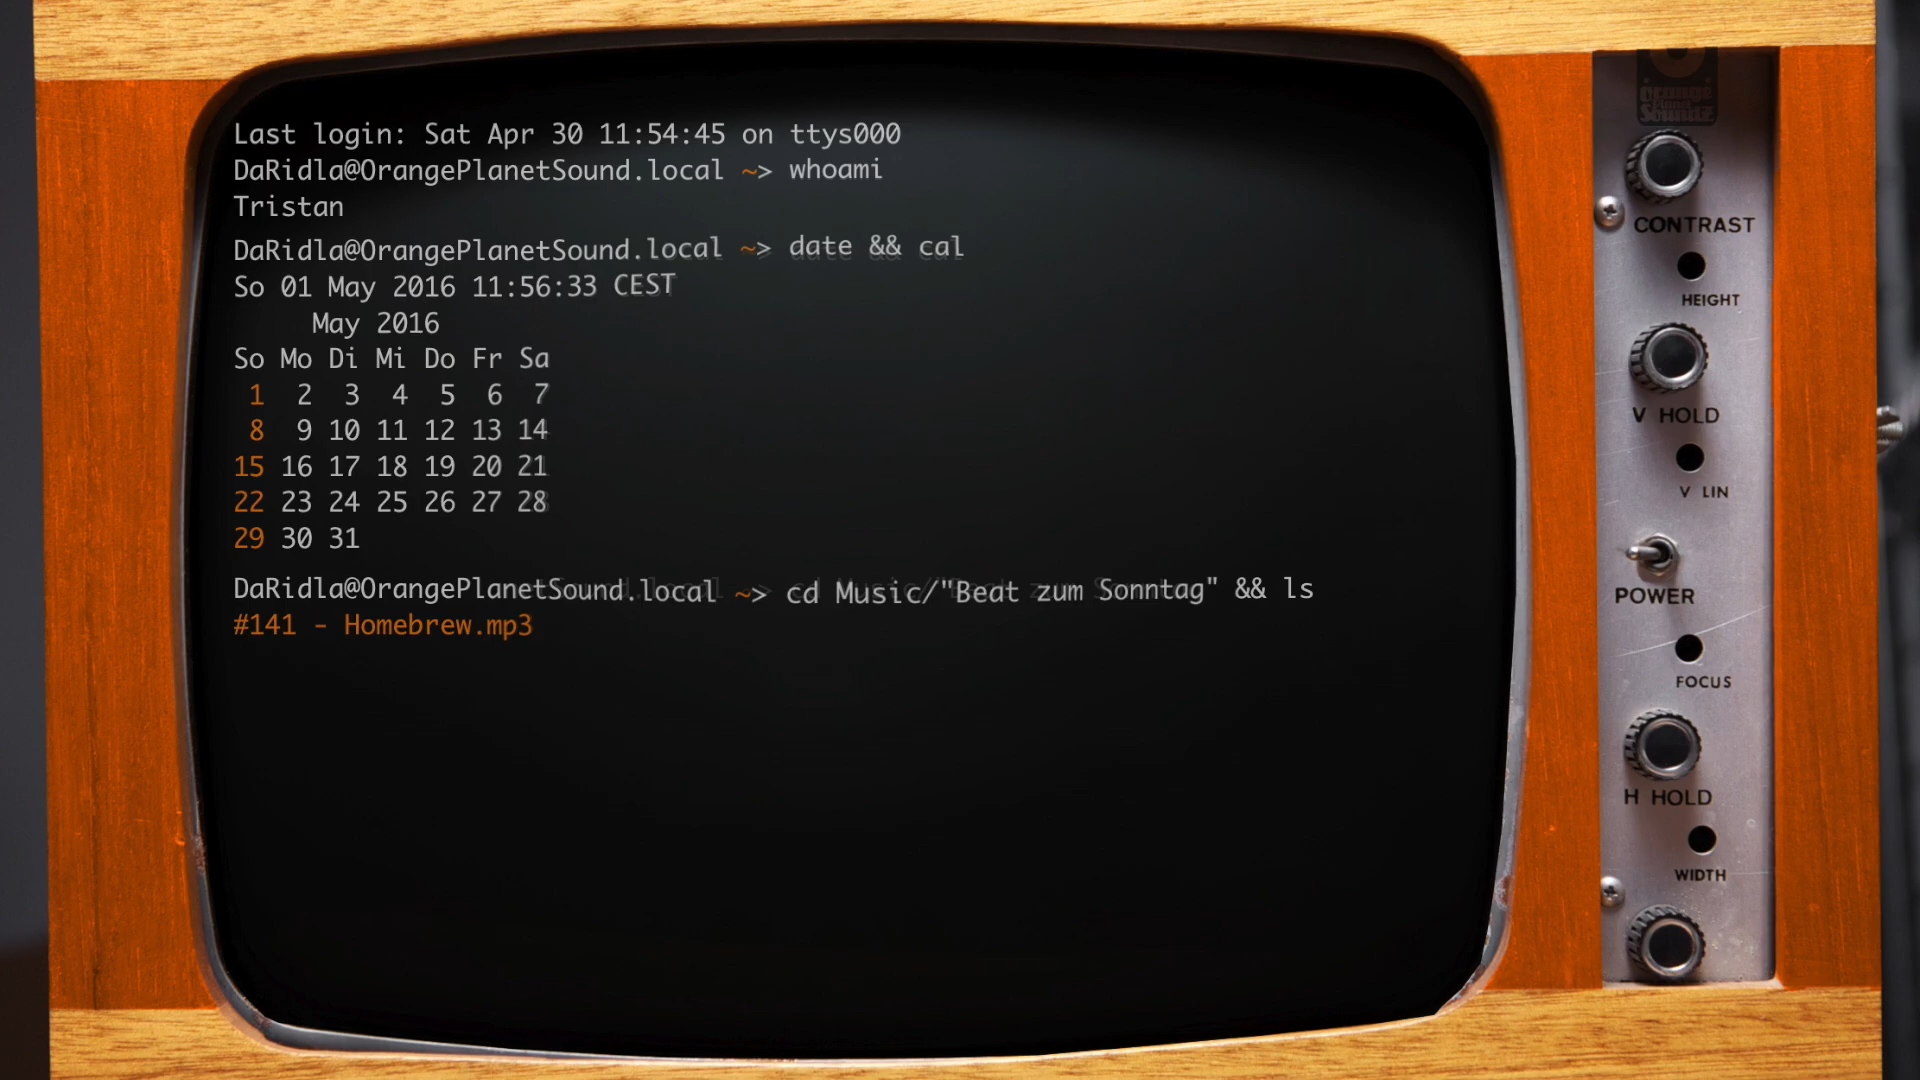 Last login: Sat Apr 30 11:54:45 on ttys000
DaRidla@OrangePlanetSound.local ~> whoami
Tristan
DaRidla@OrangePlanetSound.local ~> date && cal
So 01 May 2016 11:56:33 CEST
May 2016
So Mo Di Mi Do Fr Sa
1 2 3 4 5 6 7
8 9 10 11 12 13 14
15 16 17 18 19 20 21
22 23 24 25 26 27 28
29 30 31
DaRidla@OrangePlanetSound.local ~> cd Music/"Beat zum Sonntag" && ls
#141 - Homebrew.mp3
Orange
Planet
Soundz
CONTRAST
HEIGHT
V HOLD
V LIN
POWER
FOCUS
H HOLD
WIDTH